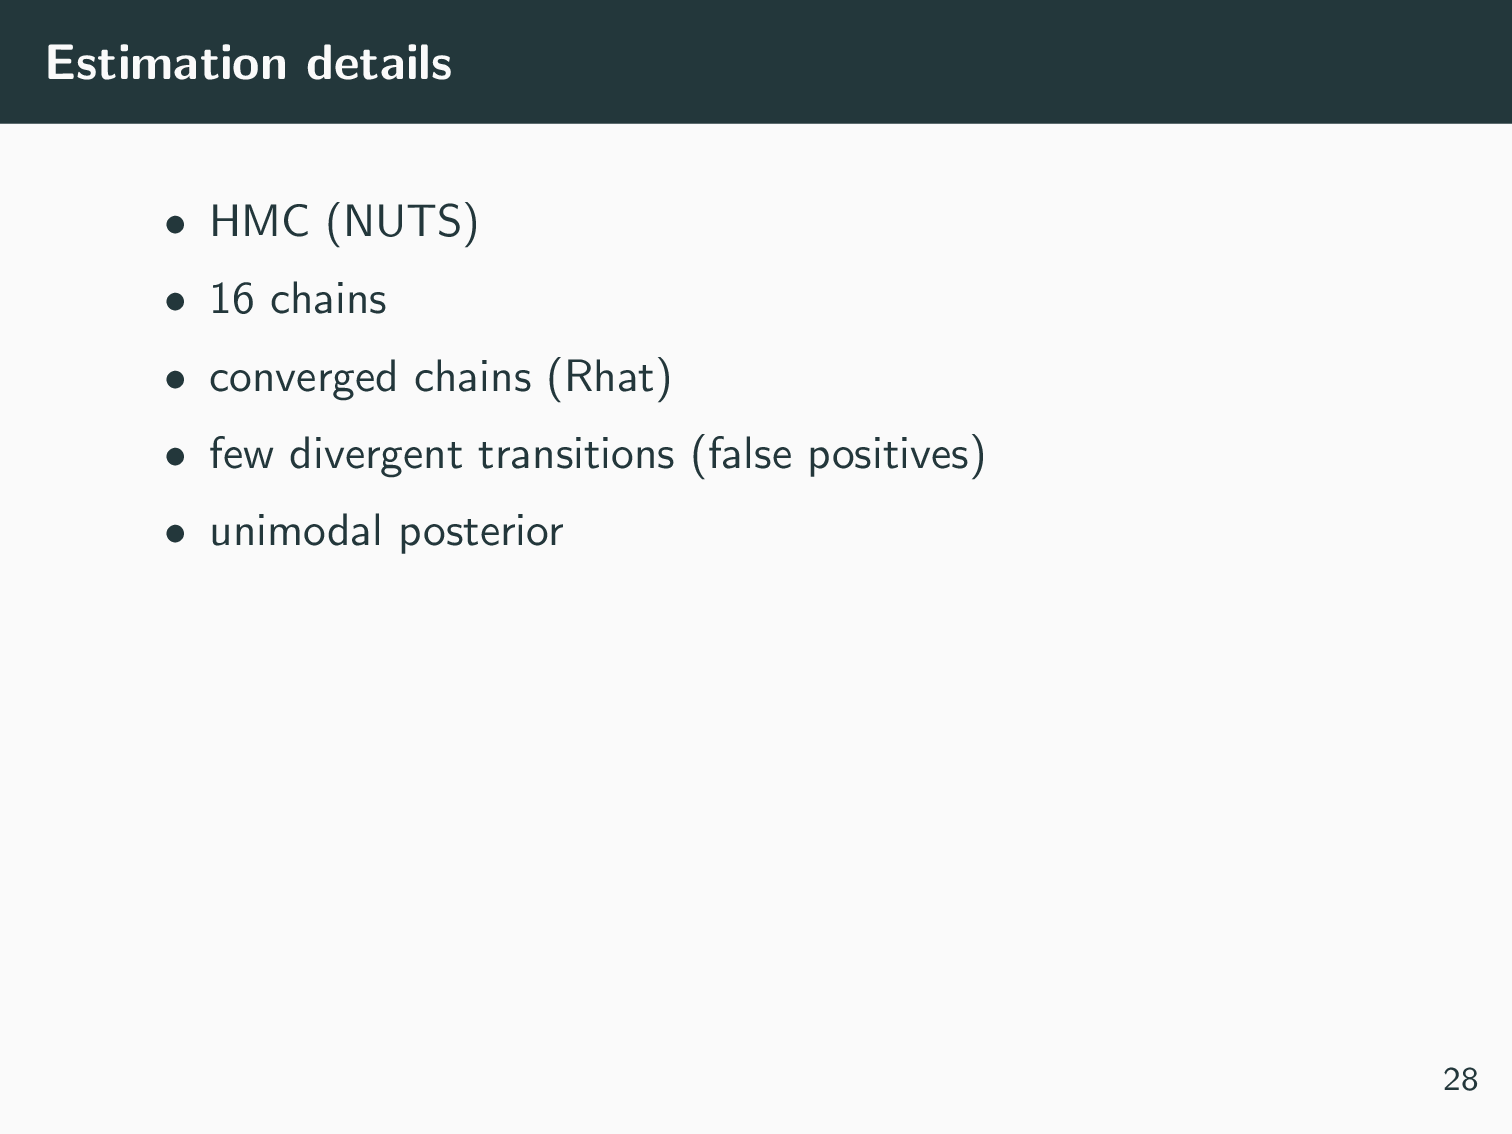 Estimation details
• HMC (NUTS)
• 16 chains
• converged chains (Rhat)
• few divergent transitions (false positives)
• unimodal posterior
28